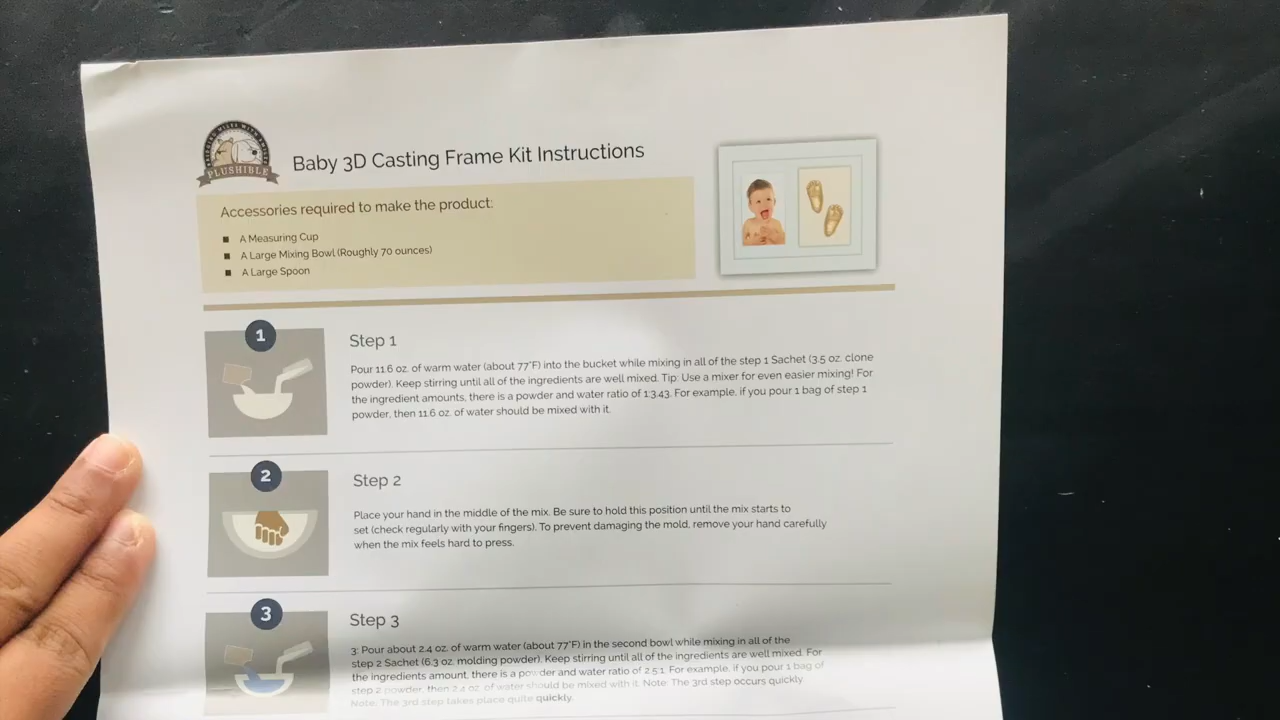 PLUSHIBLE
Baby 3D Casting Frame Kit Instructions
Accessories required to make the product:
■ A Measuring Cup
■ A Large Mixing Bowl (Roughly 70 ounces)
■ A Large Spoon
1
Step 1
Pour 11.6 oz. of warm water (about 77°F) into the bucket while mixing in all of the step 1 Sachet (3.5 oz. clone
powder). Keep stirring until all of the ingredients are well mixed. Tip: Use a mixer for even easier mixing! For
the ingredient amounts, there is a powder and water ratio of 1:3.43. For example, if you pour 1 bag of step 1
powder, then 11.6 oz. of water should be mixed with it.
2
Step 2
Place your hand in the middle of the mix. Be sure to hold this position until the mix starts to
set (check regularly with your fingers). To prevent damaging the mold, remove your hand carefully
when the mix feels hard to press.
3
Step 3
3: Pour about 2.4 oz. of warm water (about 77°F) in the second bowl while mixing in all of the
step 2 Sachet (6.3 oz. molding powder). Keep stirring until all of the ingredients are well mixed. For
the ingredients amount, there is a powder and water ratio of 2.5:1. For example, if you pour 1 bag of
step 2 powder, then 2.4 oz. of water should be mixed with it. Note: The 3rd step occurs quickly
Note: The 3rd step takes place quite quickly.